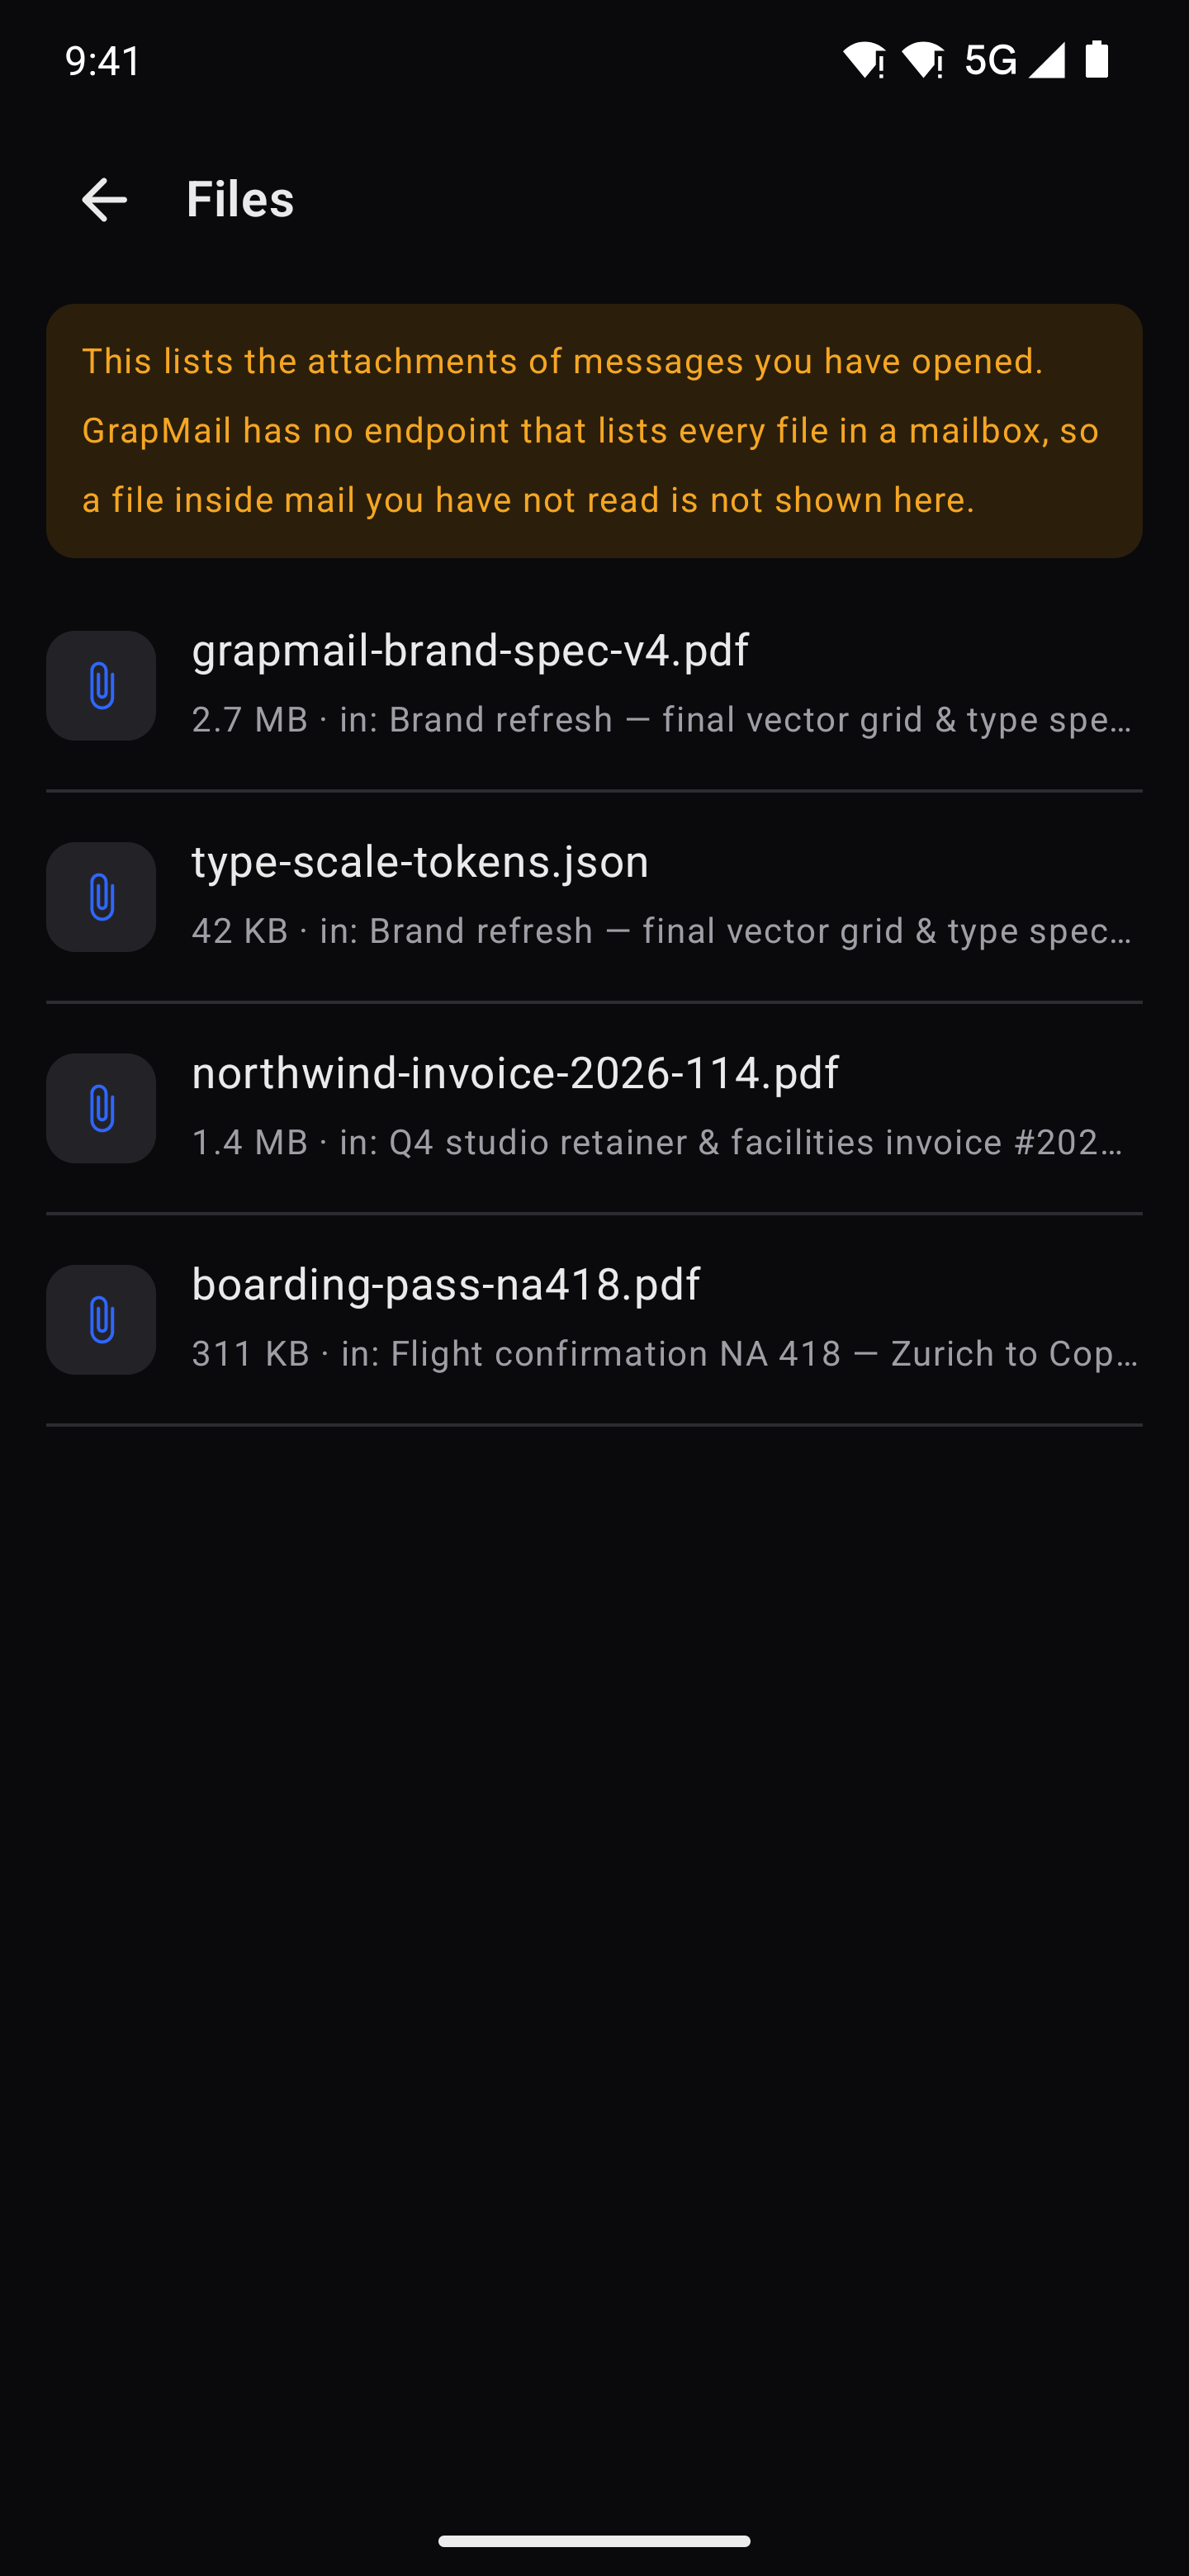 9:41
5G
Files
This lists the attachments of messages you have opened.
GrapMail has no endpoint that lists every file in a mailbox, so
a file inside mail you have not read is not shown here.
grapmail-brand-spec-v4.pdf
2.7 MB · in: Brand refresh — final vector grid & type spe…
type-scale-tokens.json
42 KB · in: Brand refresh — final vector grid & type spec…
northwind-invoice-2026-114.pdf
1.4 MB · in: Q4 studio retainer & facilities invoice #202…
boarding-pass-na418.pdf
311 KB · in: Flight confirmation NA 418 — Zurich to Cop…